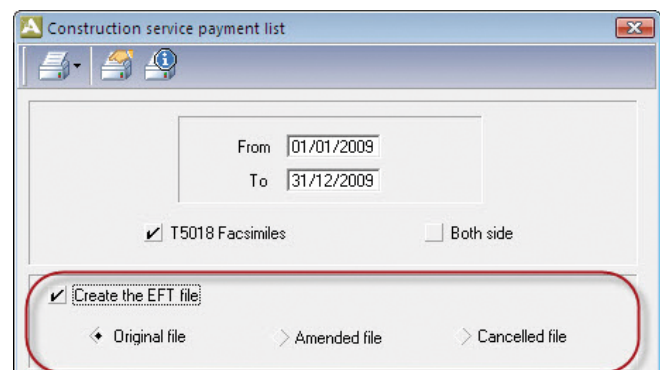 Construction service payment list
From 01/01/2009
To 31/12/2009
T5018 Facsimiles Both side
Create the EFT file
Original file Amended file Cancelled file